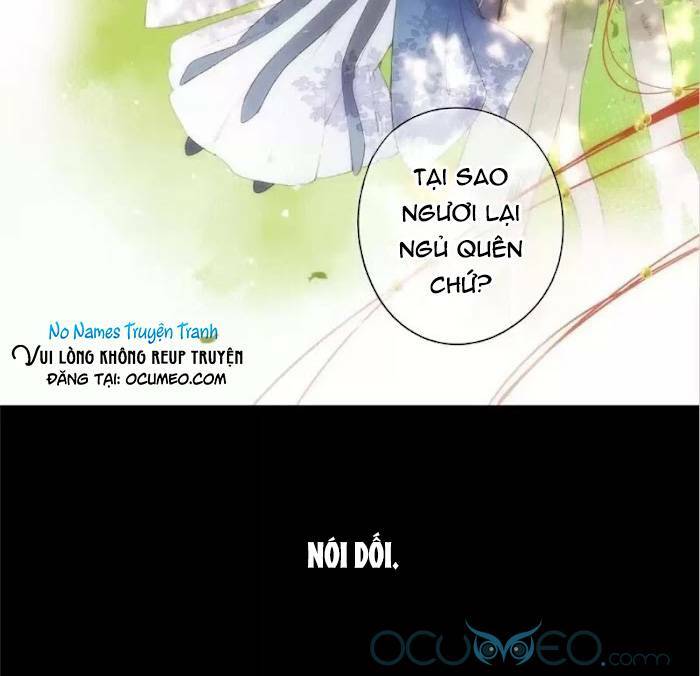 TẠI SAO
NGƯƠI LẠI
NGỦ QUÊN
CHỨ?
No Names Truyện Tranh
VUI LÒNG KHÔNG REUP TRUYỆN
ĐĂNG TẠI: OCUMEO.COM
NÓI DỐI.
OCUMEO.comm